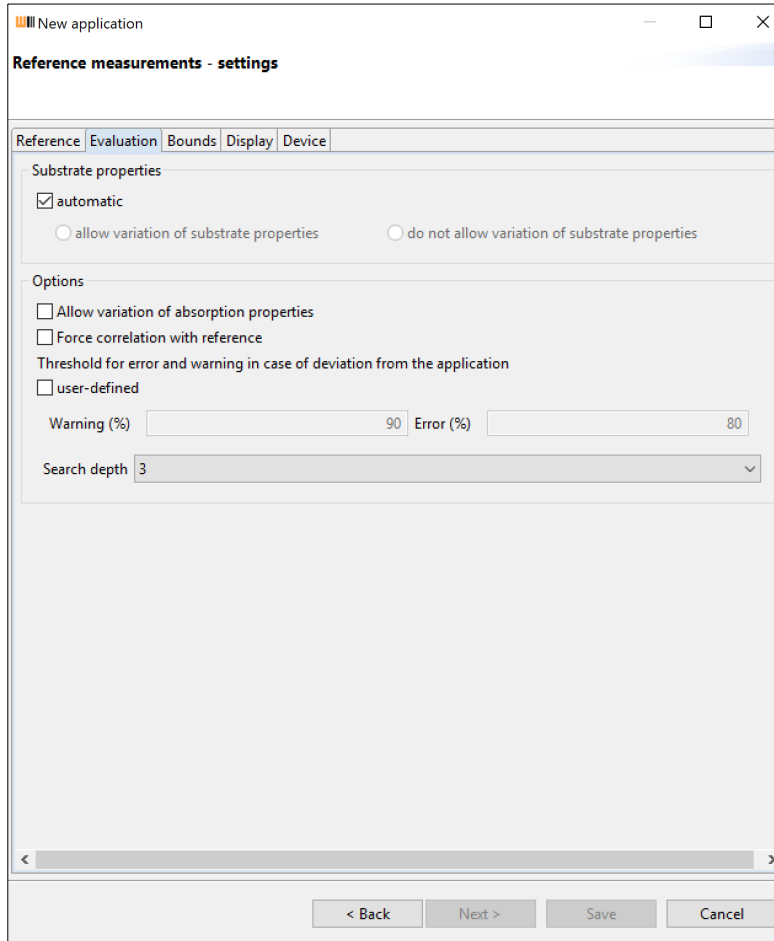 New application
Reference measurements - settings
Reference Evaluation Bounds Display Device
Substrate properties
automatic
allow variation of substrate properties do not allow variation of substrate properties
Options
Allow variation of absorption properties
Force correlation with reference
Threshold for error and warning in case of deviation from the application
user-defined
Warning (%) 90 Error (%) 80
Search depth 3
< Back Next > Save Cancel